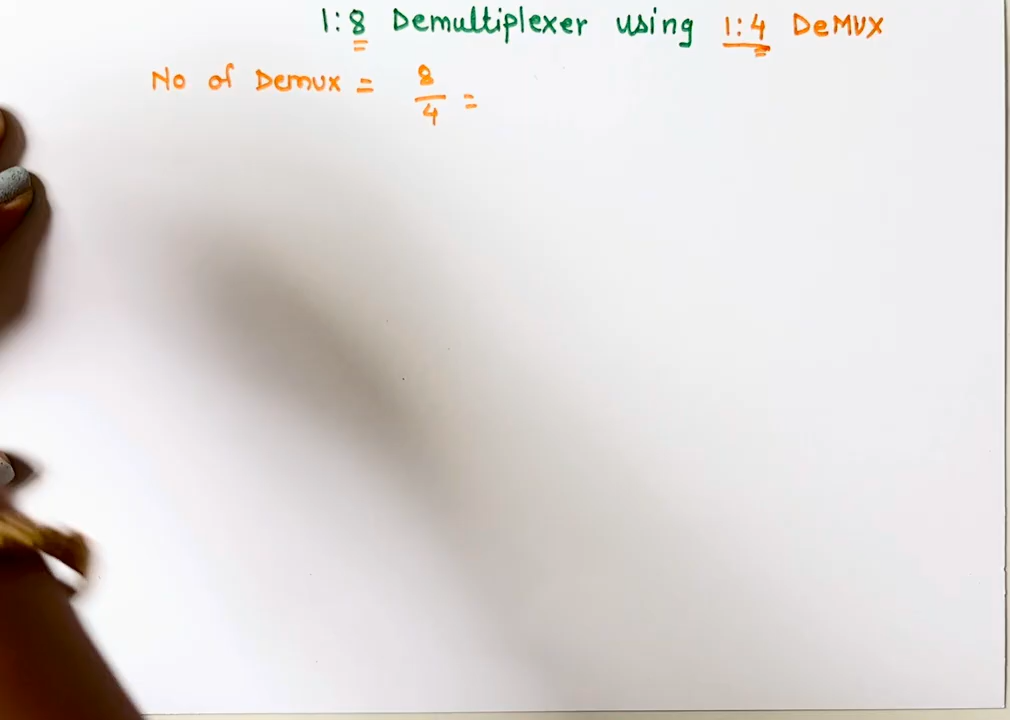 1:8 Demultiplexer using 1:4 DeMUX
No of Demux = 8/4 =